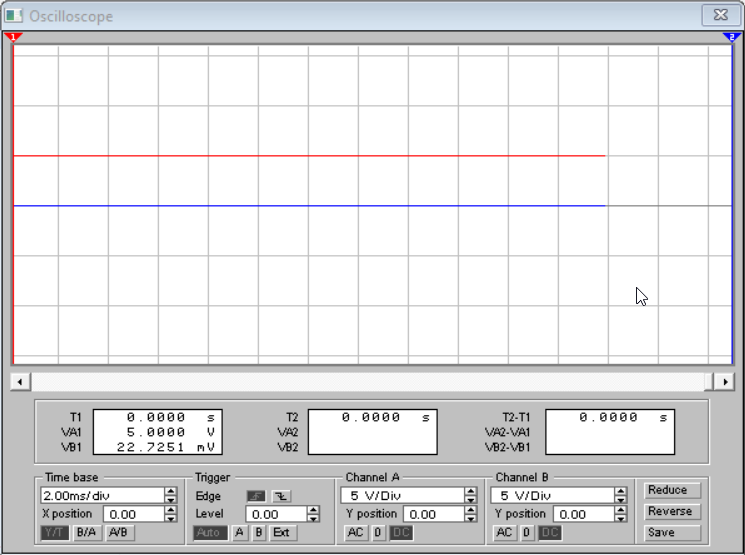 Oscilloscope
1 2
T1 0.0000 s T2 0.0000 s T2-T1 0.0000 s
VA1 5.0000 V VA2 VA2-VA1
VB1 22.7251 mV VB2 VB2-VB1
Time base Trigger Channel A Channel B
2.00ms/div Edge 5 V/Div 5 V/Div Reduce
X position 0.00 Level 0.00 Y position 0.00 Y position 0.00 Reverse
Y/T B/A A/B Auto A B Ext AC 0 DC AC 0 DC Save